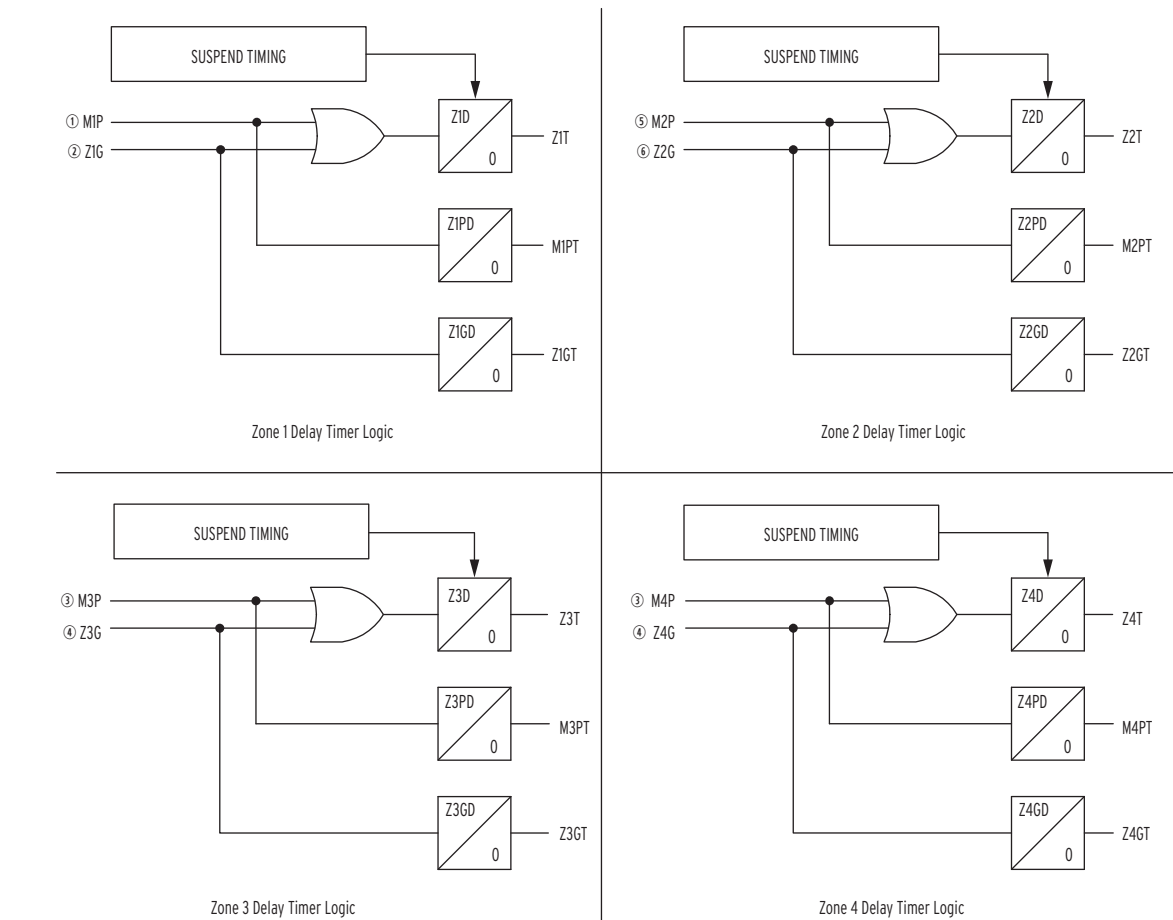 SUSPEND TIMING
① M1P
② Z1G
Z1D
0
Z1T
Z1PD
0
M1PT
Z1GD
0
Z1GT
Zone 1 Delay Timer Logic
SUSPEND TIMING
⑤ M2P
⑥ Z2G
Z2D
0
Z2T
Z2PD
0
M2PT
Z2GD
0
Z2GT
Zone 2 Delay Timer Logic
SUSPEND TIMING
③ M3P
④ Z3G
Z3D
0
Z3T
Z3PD
0
M3PT
Z3GD
0
Z3GT
Zone 3 Delay Timer Logic
SUSPEND TIMING
③ M4P
④ Z4G
Z4D
0
Z4T
Z4PD
0
M4PT
Z4GD
0
Z4GT
Zone 4 Delay Timer Logic